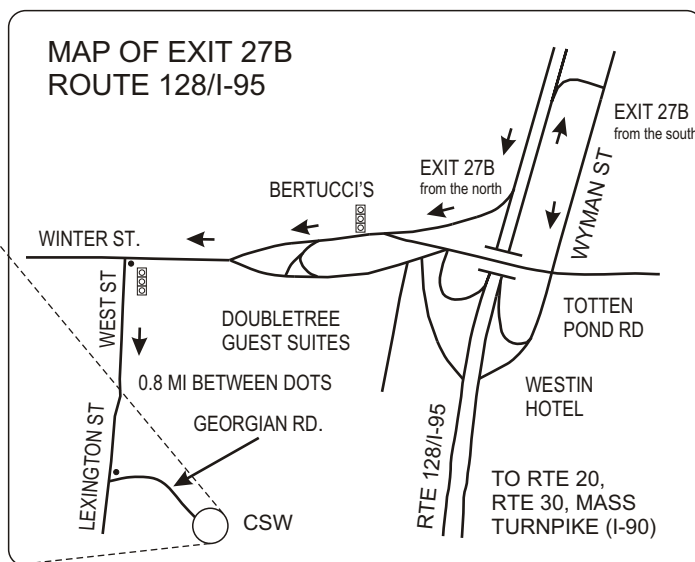 MAP OF EXIT 27B
ROUTE 128/I-95
EXIT 27B
from the south
WYMAN ST
EXIT 27B
from the north
BERTUCCI'S
WINTER ST.
WEST ST
DOUBLETREE
GUEST SUITES
TOTTEN
POND RD
0.8 MI BETWEEN DOTS
WESTIN
HOTEL
GEORGIAN RD.
LEXINGTON ST
RTE 128/I-95
TO RTE 20,
RTE 30, MASS
TURNPIKE (I-90)
CSW